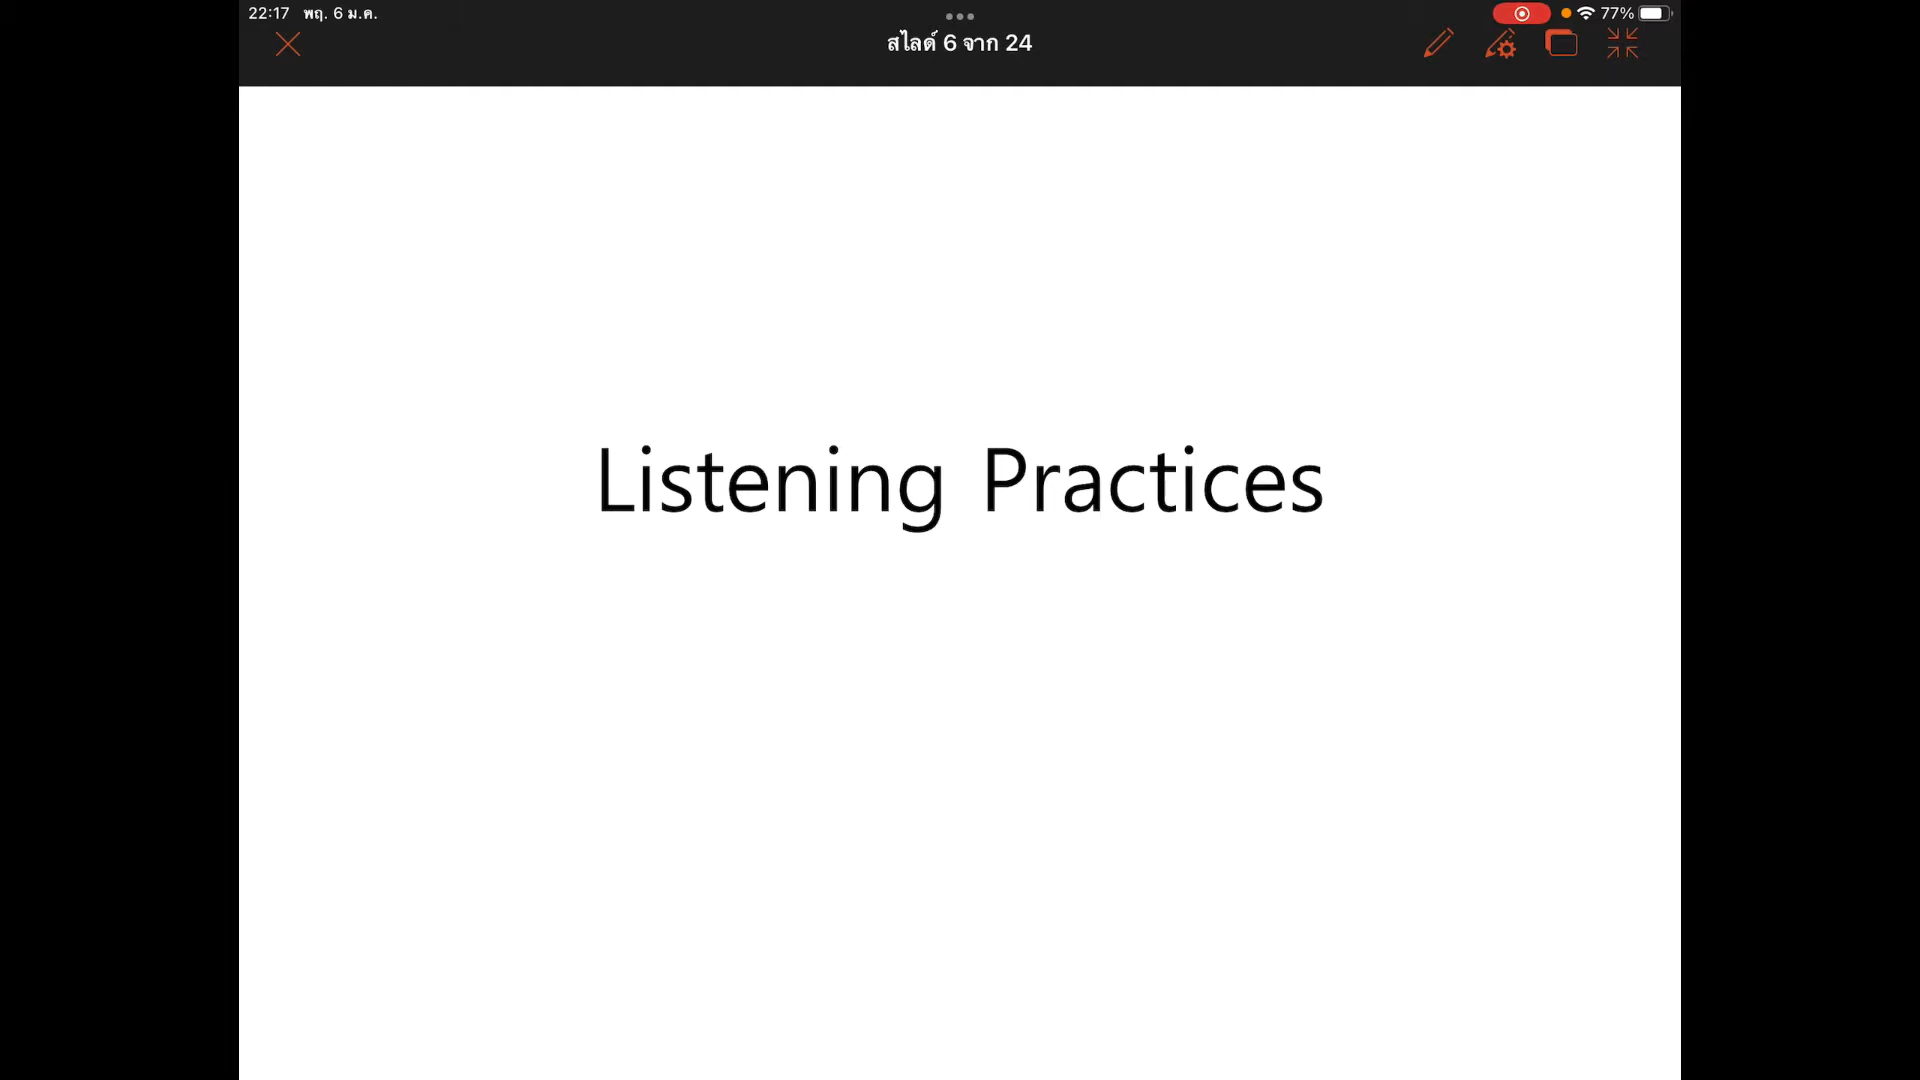 22:17 พฤ. 6 ม.ค.
77%
สไลด์ 6 จาก 24
Listening Practices